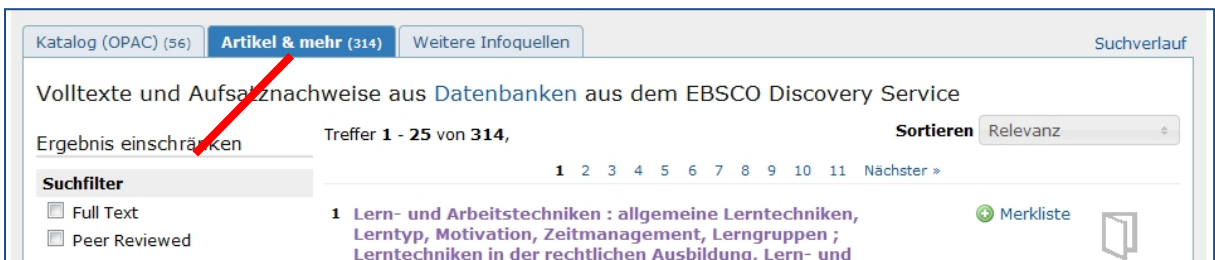 Katalog (OPAC) (56) Artikel & mehr (314) Weitere Infoquellen Suchverlauf
Volltexte und Aufsatznachweise aus Datenbanken aus dem EBSCO Discovery Service
Ergebnis einschränken
Treffer 1 - 25 von 314,
Sortieren Relevanz
1 2 3 4 5 6 7 8 9 10 11 Nächster »
Suchfilter
Full Text
Peer Reviewed
1 Lern- und Arbeitstechniken : allgemeine Lerntechniken,
Lerntyp, Motivation, Zeitmanagement, Lerngruppen ;
Lerntechniken in der rechtlichen Ausbildung, Lern- und
Merkliste